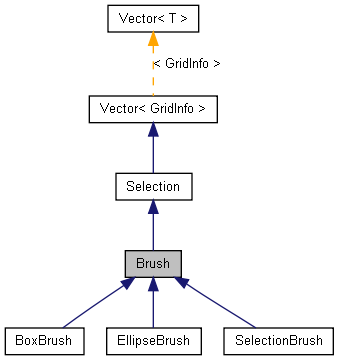 Vector< T >
< GridInfo >
Vector< GridInfo >
Selection
Brush
BoxBrush
EllipseBrush
SelectionBrush